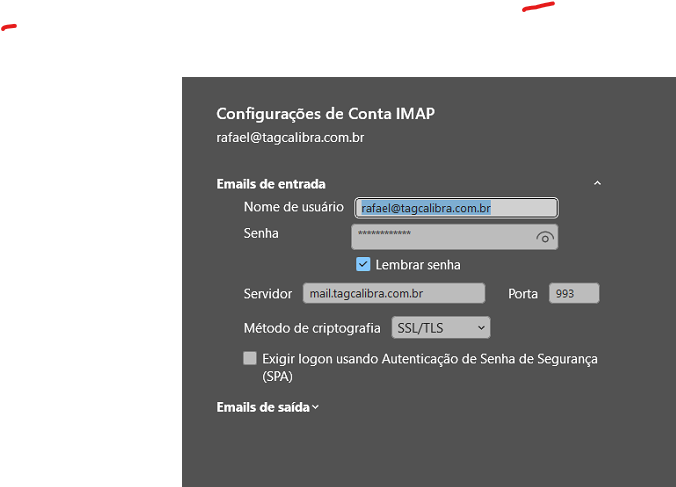 Configurações de Conta IMAP
rafael@tagcalibra.com.br
Emails de entrada
Nome de usuário rafael@tagcalibra.com.br
Senha ************
Lembrar senha
Servidor mail.tagcalibra.com.br Porta 993
Método de criptografia SSL/TLS
Exigir logon usando Autenticação de Senha de Segurança
(SPA)
Emails de saída